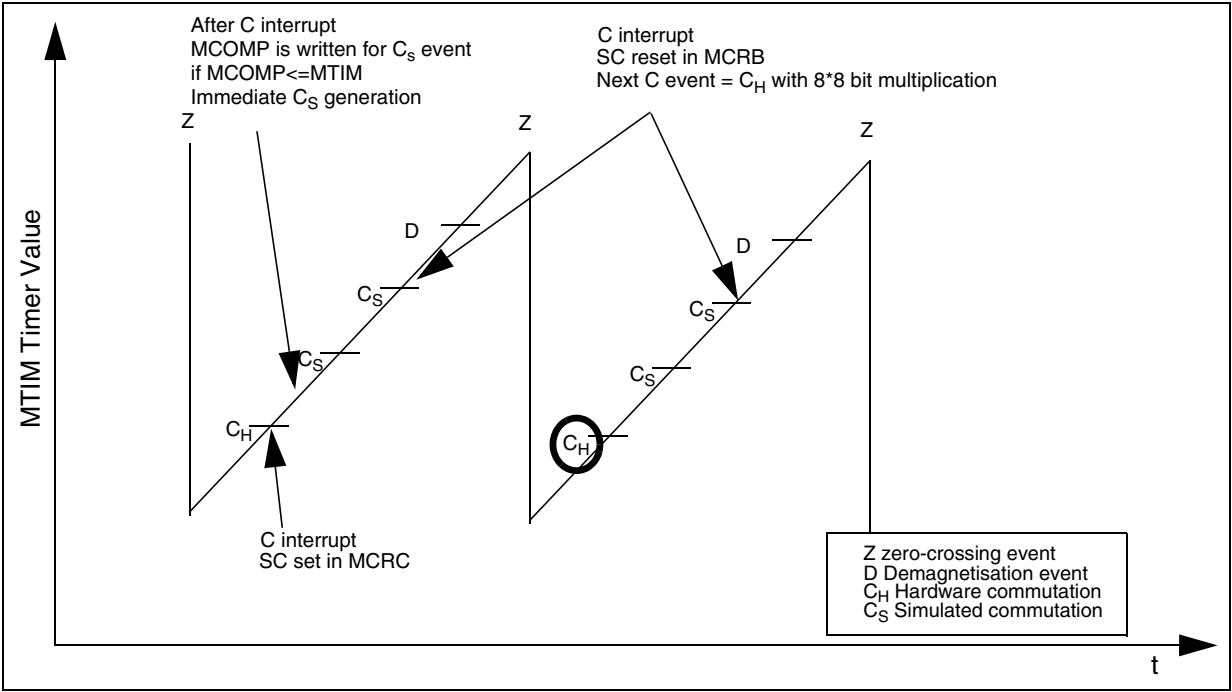 After C interrupt
MCOMP is written for Cs event
if MCOMP<=MTIM
Immediate CS generation
C interrupt
SC reset in MCRB
Next C event = CH with 8*8 bit multiplication
Z
Z
Z
D
D
CS
CS
CS
CS
CH
CH
MTIM Timer Value
C interrupt
SC set in MCRC
Z zero-crossing event
D Demagnetisation event
CH Hardware commutation
CS Simulated commutation
t